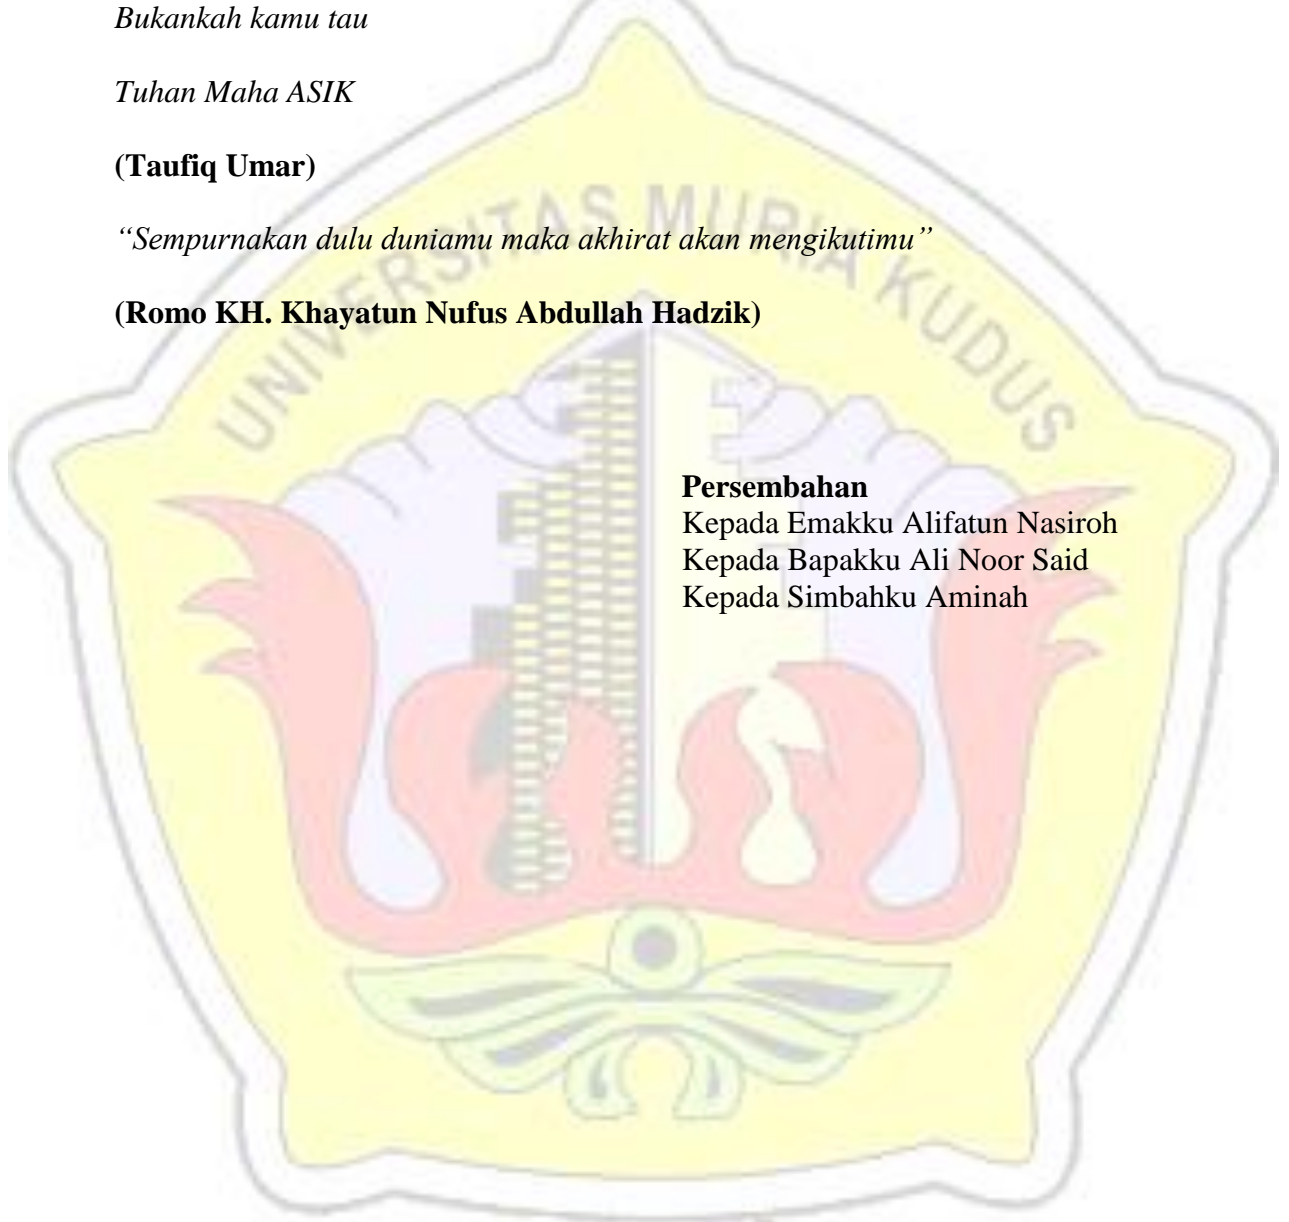 Bukankah kamu tau
Tuhan Maha ASIK
(Taufiq Umar)
“Sempurnakan dulu duniamu maka akhirat akan mengikutimu”
(Romo KH. Khayatun Nufus Abdullah Hadzik)
UNIVERSITAS MURIA KUDUS
Persembahan
Kepada Emakku Alifatun Nasiroh
Kepada Bapakku Ali Noor Said
Kepada Simbahku Aminah